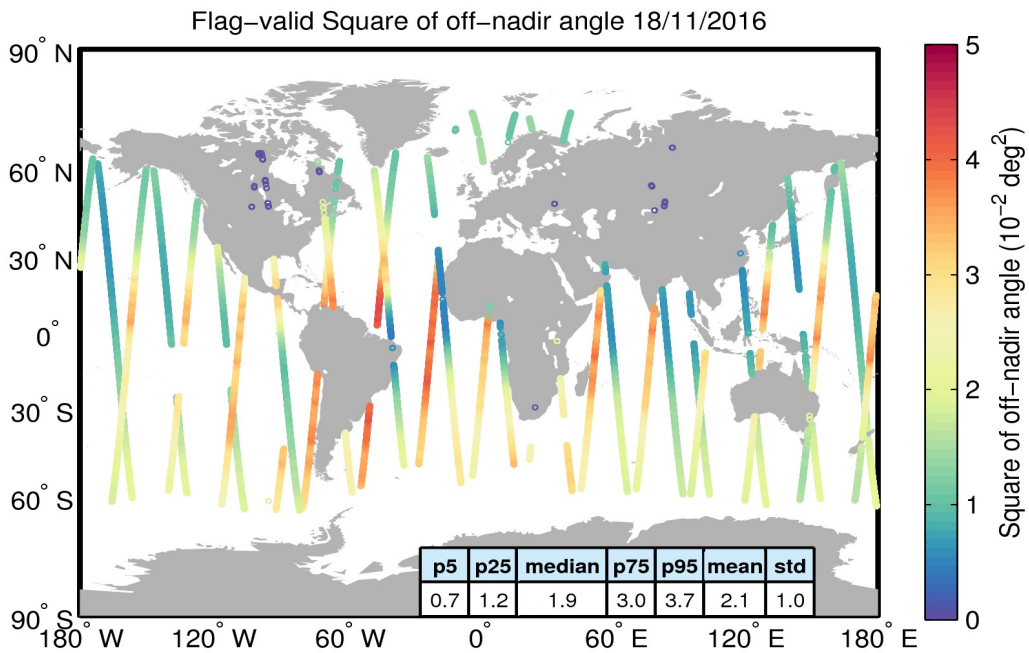 Flag−valid Square of off−nadir angle 18/11/2016
90° N
60° N
30° N
0°
30° S
60° S
90° S
180° W
120° W
60° W
0°
60° E
120° E
180° E
p5 p25 median p75 p95 mean std
0.7 1.2 1.9 3.0 3.7 2.1 1.0
5
4
3
2
1
0
Square of off−nadir angle (10⁻² deg²)